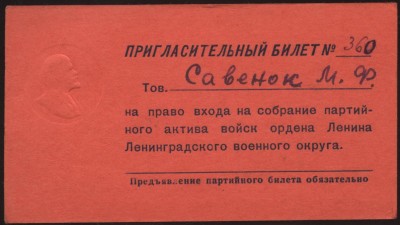 ПРИГЛАСИТЕЛЬНЫЙ БИЛЕТ № 360
Тов. Савенок М. Ф.
на право входа на собрание партий-
ного актива войск ордена Ленина
Ленинградского военного округа.
Предъявление партийного билета обязательно